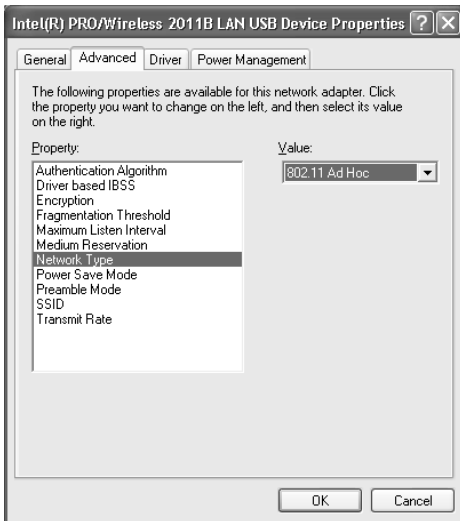 Intel(R) PRO/Wireless 2011B LAN USB Device Properties ? X
General Advanced Driver Power Management
The following properties are available for this network adapter. Click
the property you want to change on the left, and then select its value
on the right.
Property:
Authentication Algorithm
Driver based IBSS
Encryption
Fragmentation Threshold
Maximum Listen Interval
Medium Reservation
Network Type
Power Save Mode
Preamble Mode
SSID
Transmit Rate
Value:
802.11 Ad Hoc
OK Cancel